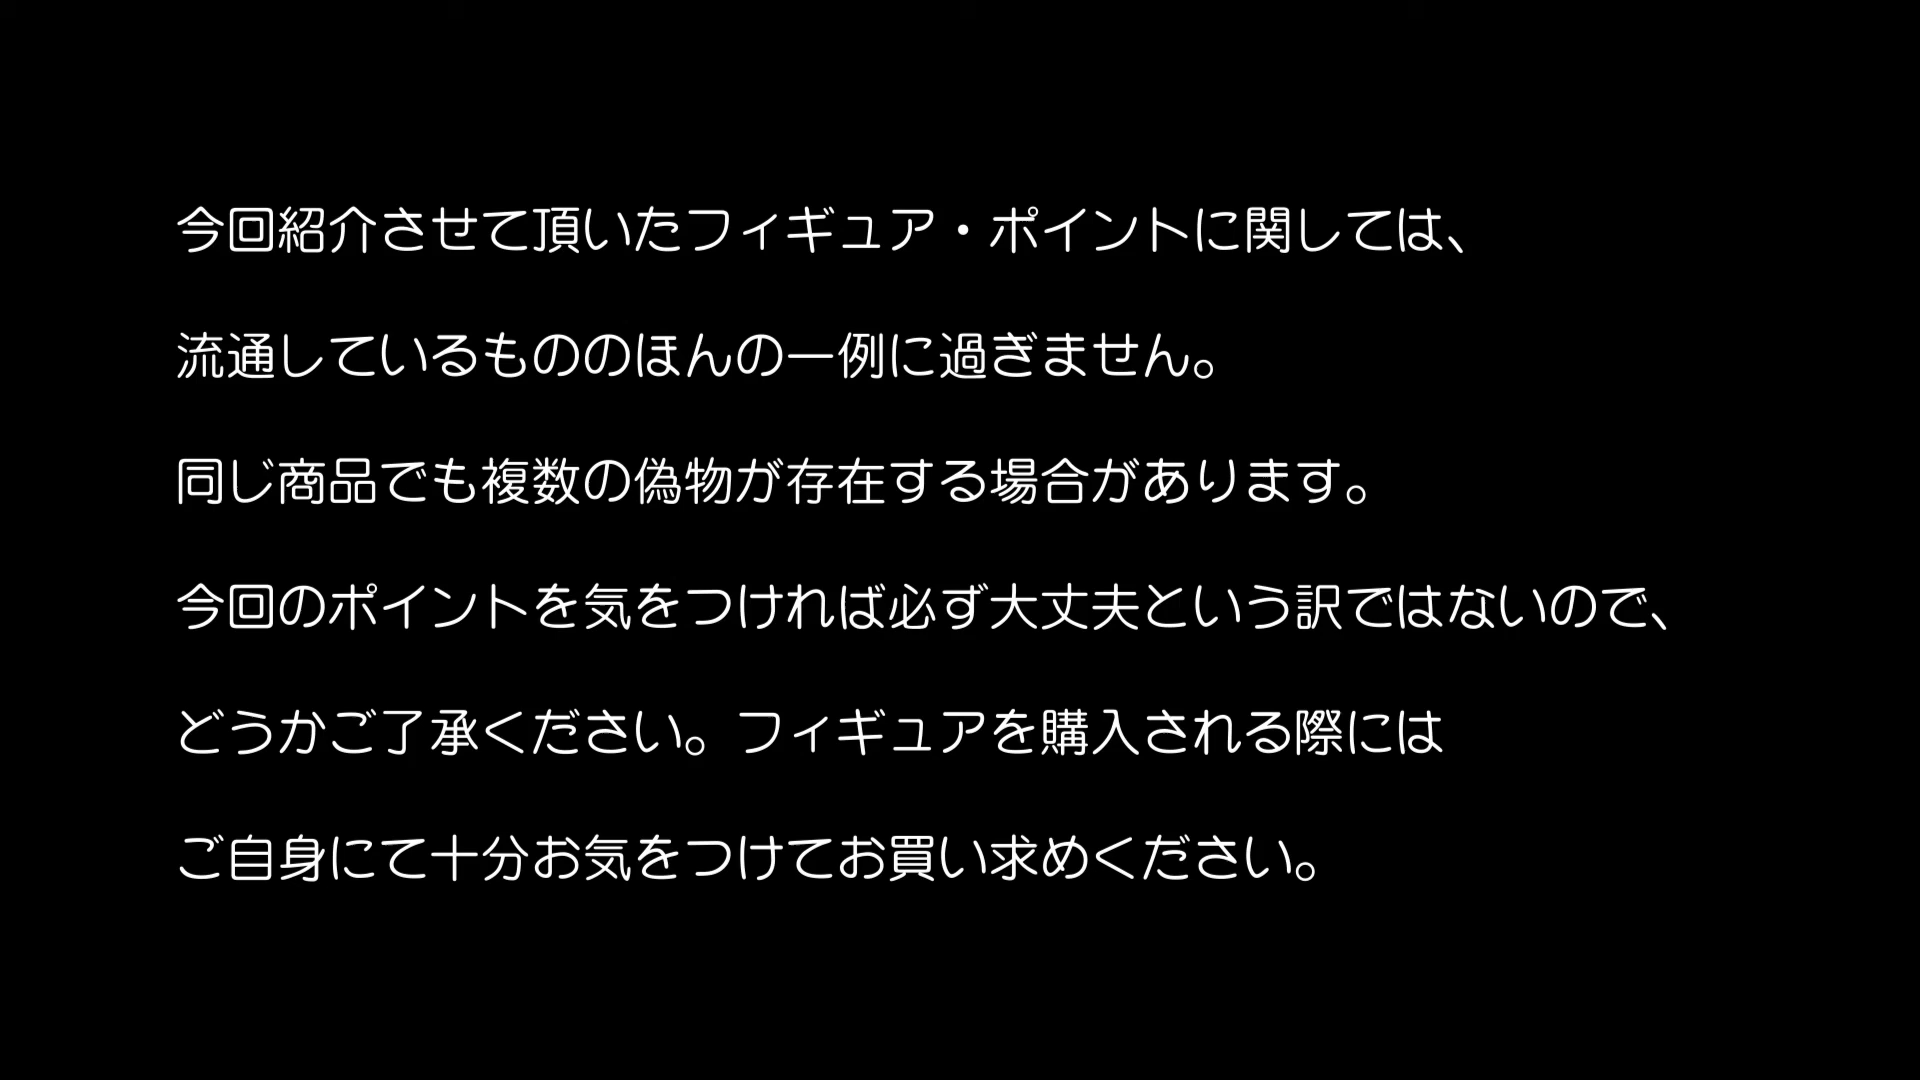 今回紹介させて頂いたフィギュア・ポイントに関しては、
流通しているもののほんの一例に過ぎません。
同じ商品でも複数の偽物が存在する場合があります。
今回のポイントを気をつければ必ず大丈夫という訳ではないので、
どうかご了承ください。フィギュアを購入される際には
ご自身にて十分お気をつけてお買い求めください。